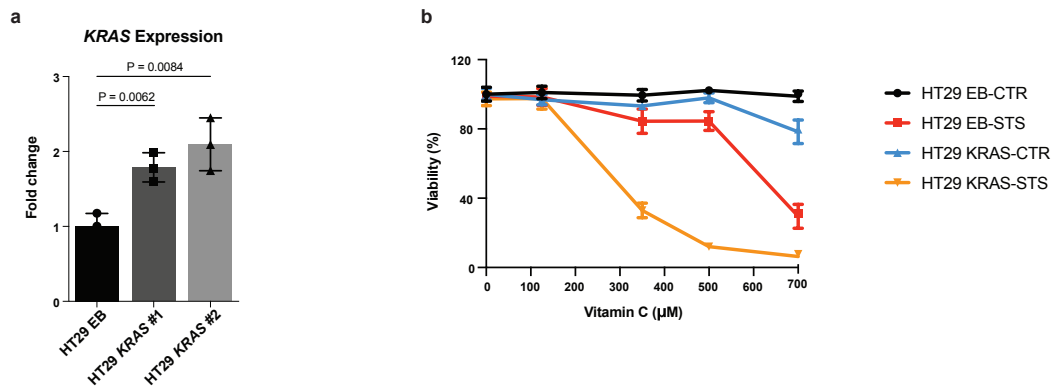 a
KRAS Expression
P = 0.0084
P = 0.0062
3
2
1
0
Fold change
HT29 EB
HT29 KRAS #1
HT29 KRAS #2
b
120
80
40
0
Viability (%)
0 100 200 300 400 500 600 700
Vitamin C (µM)
HT29 EB-CTR
HT29 EB-STS
HT29 KRAS-CTR
HT29 KRAS-STS